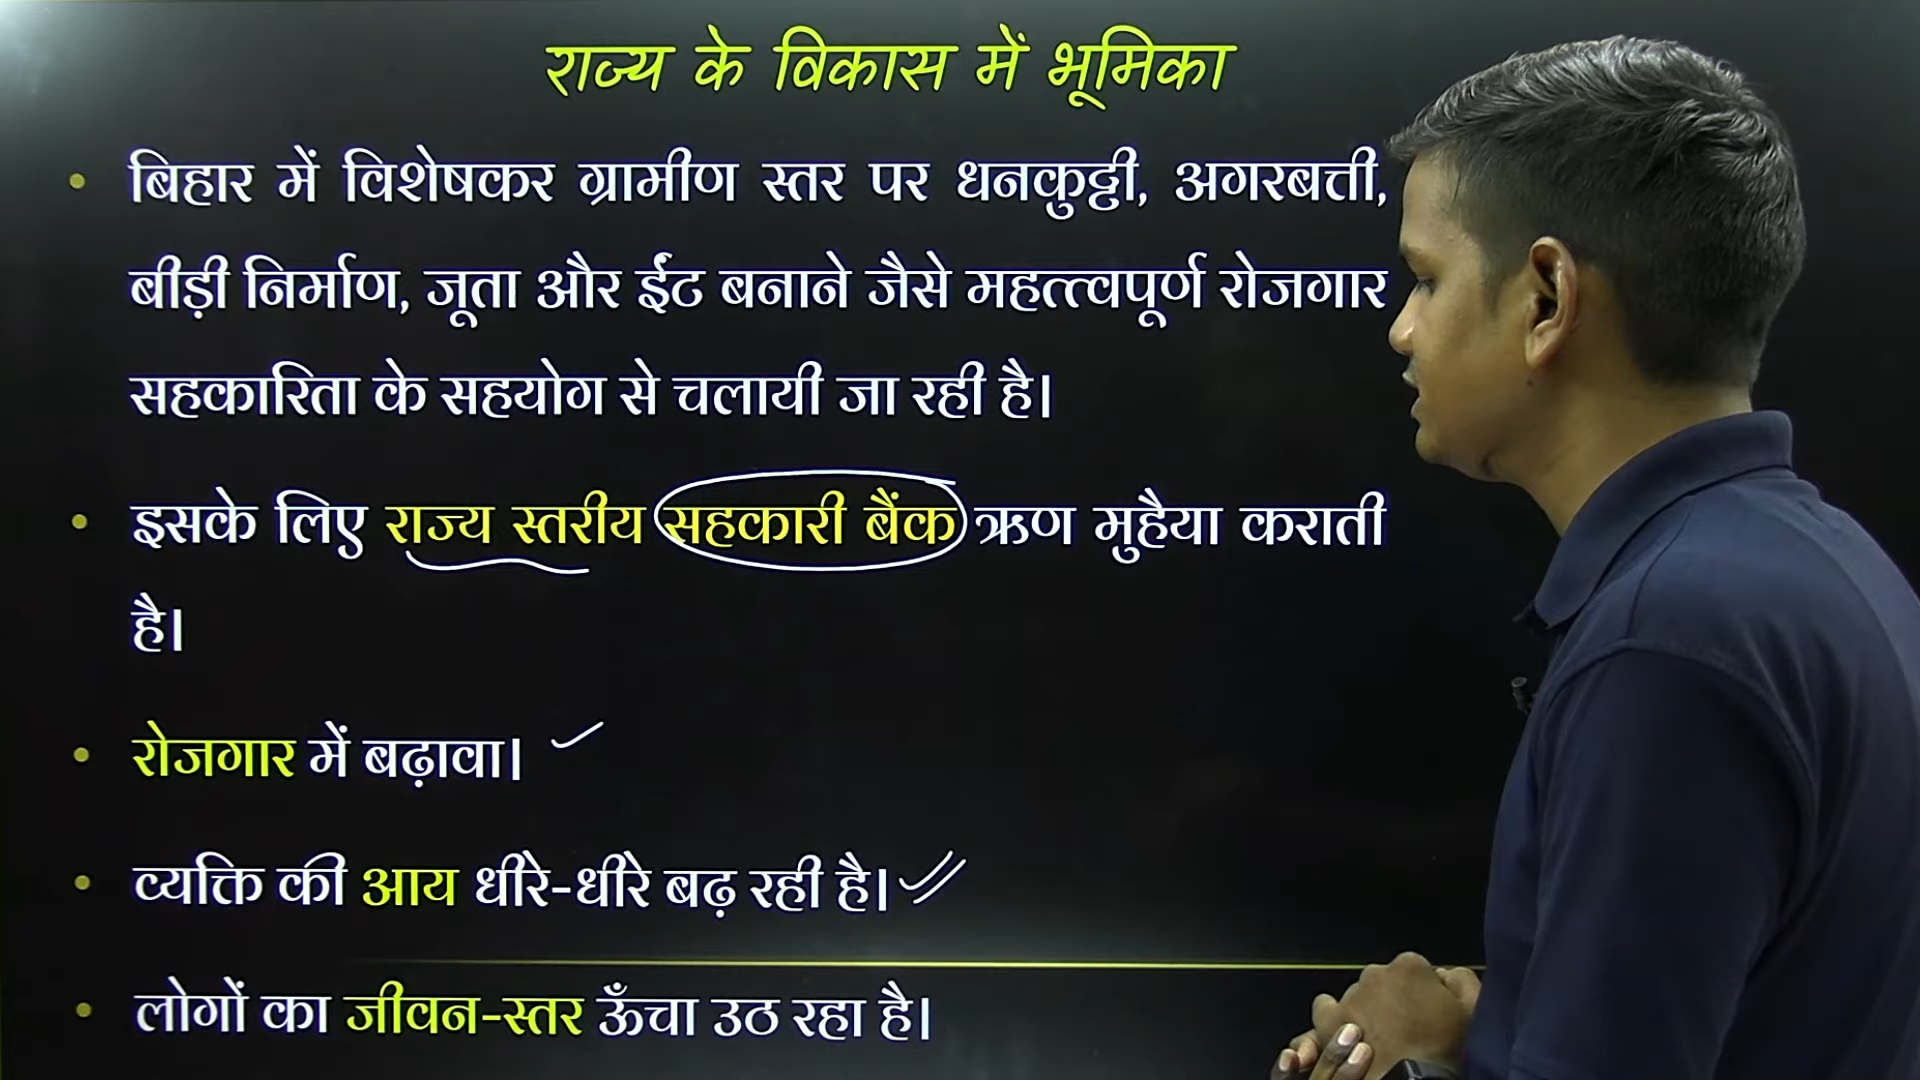 राज्य के विकास में भूमिका
• बिहार में विशेषकर ग्रामीण स्तर पर धनकुट्टी, अगरबत्ती,
बीड़ी निर्माण, जूता और ईंट बनाने जैसे महत्त्वपूर्ण रोजगार
सहकारिता के सहयोग से चलायी जा रही है।
• इसके लिए राज्य स्तरीय सहकारी बैंक ऋण मुहैया कराती
है।
• रोजगार में बढ़ावा।
• व्यक्ति की आय धीरे-धीरे बढ़ रही है।
• लोगों का जीवन-स्तर ऊँचा उठ रहा है।